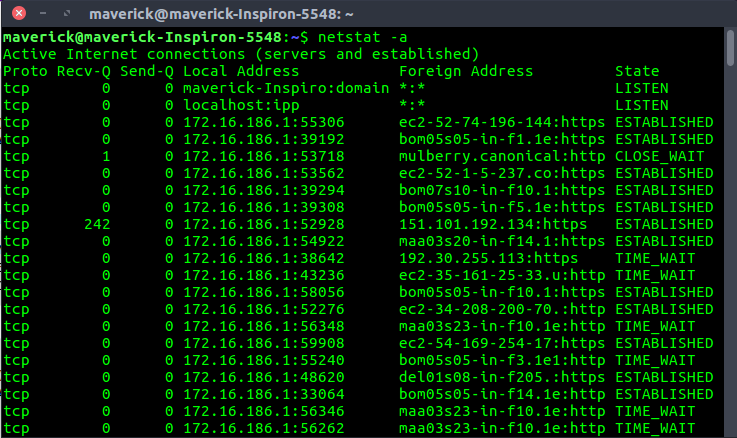 maverick@maverick-Inspiron-5548: ~
maverick@maverick-Inspiron-5548:~$ netstat -a
Active Internet connections (servers and established)
Proto Recv-Q Send-Q Local Address           Foreign Address         State
tcp        0      0 maverick-Inspiro:domain *:*                     LISTEN
tcp        0      0 localhost:ipp           *:*                     LISTEN
tcp        0      0 172.16.186.1:55306      ec2-52-74-196-144:https ESTABLISHED
tcp        0      0 172.16.186.1:39192      bom05s05-in-f1.1e:https ESTABLISHED
tcp        1      0 172.16.186.1:53718      mulberry.canonical:http CLOSE_WAIT
tcp        0      0 172.16.186.1:53562      ec2-52-1-5-237.co:https ESTABLISHED
tcp        0      0 172.16.186.1:39294      bom07s10-in-f10.1:https ESTABLISHED
tcp        0      0 172.16.186.1:39308      bom05s05-in-f5.1e:https ESTABLISHED
tcp      242      0 172.16.186.1:52928      151.101.192.134:https   ESTABLISHED
tcp        0      0 172.16.186.1:54922      maa03s20-in-f14.1:https ESTABLISHED
tcp        0      0 172.16.186.1:38642      192.30.255.113:https    TIME_WAIT
tcp        0      0 172.16.186.1:43236      ec2-35-161-25-33.u:http TIME_WAIT
tcp        0      0 172.16.186.1:58056      bom05s05-in-f10.1:https ESTABLISHED
tcp        0      0 172.16.186.1:52276      ec2-34-208-200-70.:http ESTABLISHED
tcp        0      0 172.16.186.1:56348      maa03s23-in-f10.1e:http TIME_WAIT
tcp        0      0 172.16.186.1:59908      ec2-54-169-254-17:https ESTABLISHED
tcp        0      0 172.16.186.1:55240      bom05s05-in-f3.1e1:http TIME_WAIT
tcp        0      0 172.16.186.1:48620      del01s08-in-f205.:https ESTABLISHED
tcp        0      0 172.16.186.1:33064      bom05s05-in-f14.1e:http ESTABLISHED
tcp        0      0 172.16.186.1:56346      maa03s23-in-f10.1e:http TIME_WAIT
tcp        0      0 172.16.186.1:56262      maa03s23-in-f10.1e:http TIME_WAIT